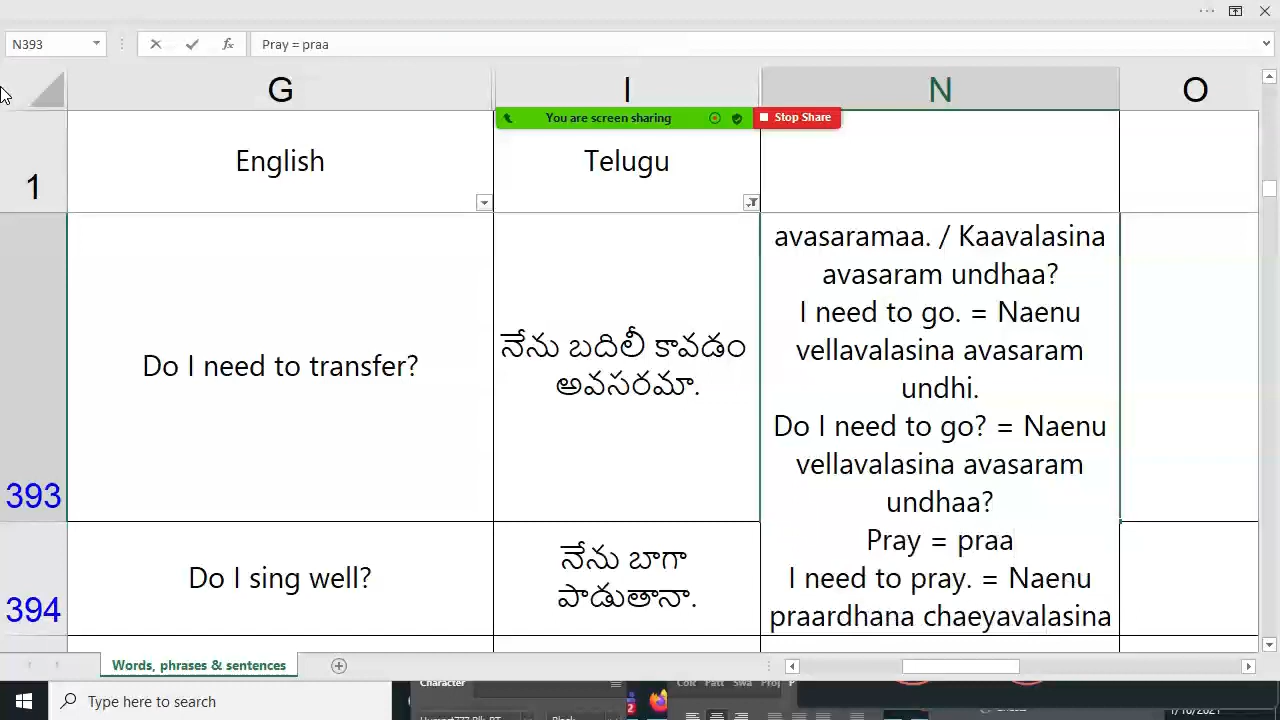 N393
Pray = praa
G
I
N
O
You are screen sharing
Stop Share
1
English
Telugu
393
Do I need to transfer?
నేను బదిలీ కావడం
అవసరమా.
avasaramaa. / Kaavalasina
avasaram undhaa?
I need to go. = Naenu
vellavalasina avasaram
undhi.
Do I need to go? = Naenu
vellavalasina avasaram
undhaa?
Pray = praa
I need to pray. = Naenu
praardhana chaeyavalasina
394
Do I sing well?
నేను బాగా
పాడుతానా.
Words, phrases & sentences
Type here to search
Character